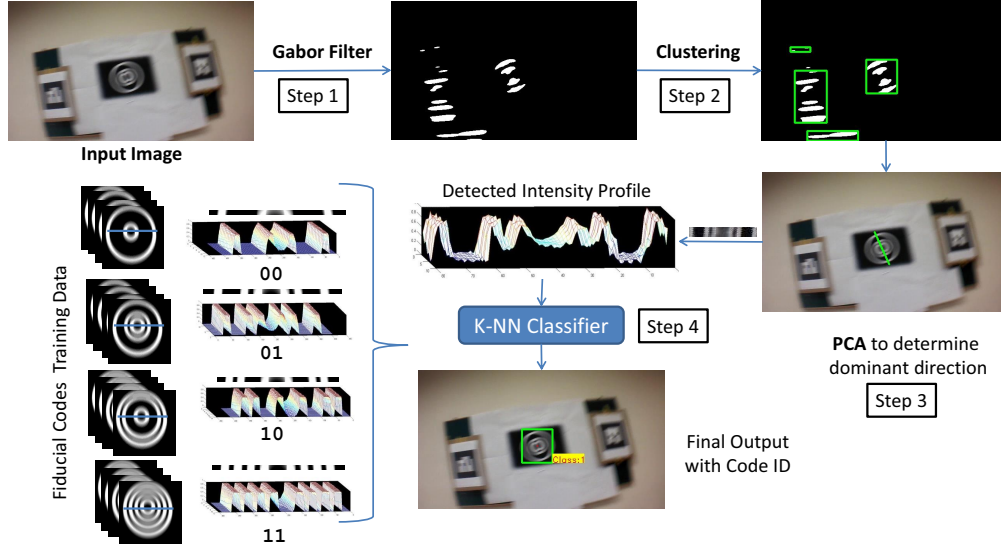 Gabor Filter
Step 1
Clustering
Step 2
Input Image
Detected Intensity Profile
Fiducial Codes Training Data
00
01
10
11
K-NN Classifier
Step 4
PCA to determine
dominant direction
Step 3
Class:1
Final Output
with Code ID